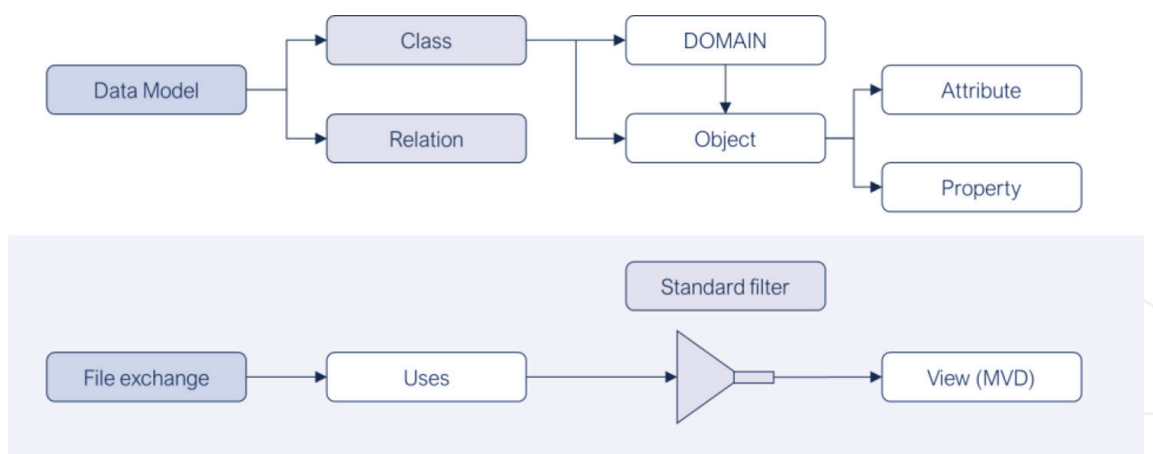 Class
DOMAIN
Data Model
Attribute
Relation
Object
Property
Standard filter
File exchange
Uses
View (MVD)